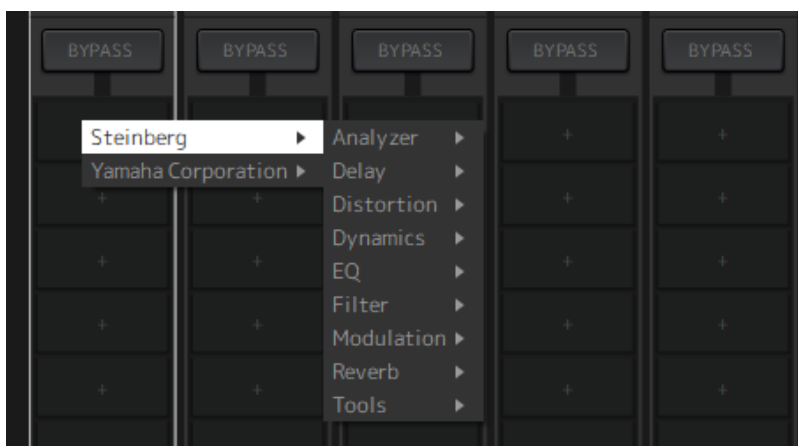 BYPASS BYPASS BYPASS BYPASS BYPASS
Steinberg
Yamaha Corporation
Analyzer
Delay
Distortion
Dynamics
EQ
Filter
Modulation
Reverb
Tools
+ +
+ + + +
+ + + +
+ + + +
+ + + +